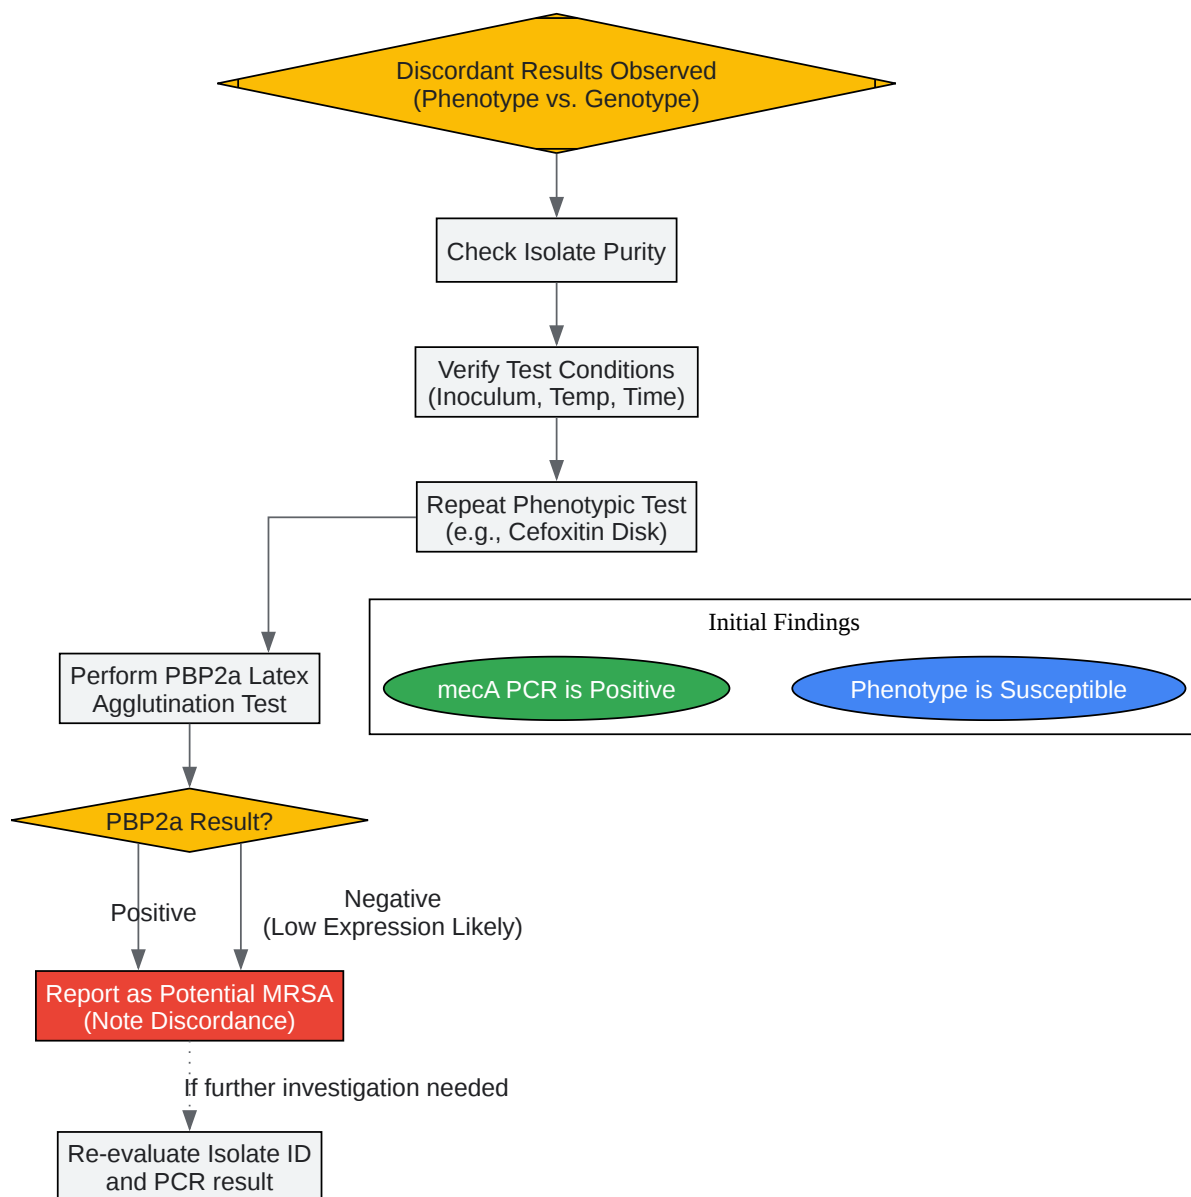 Discordant Results Observed
(Phenotype vs. Genotype)
Check Isolate Purity
Verify Test Conditions
(Inoculum, Temp, Time)
Repeat Phenotypic Test
(e.g., Cefoxitin Disk)
Initial Findings
mecA PCR is Positive
Phenotype is Susceptible
Perform PBP2a Latex
Agglutination Test
PBP2a Result?
Positive
Negative
(Low Expression Likely)
Report as Potential MRSA
(Note Discordance)
If further investigation needed
Re-evaluate Isolate ID
and PCR result